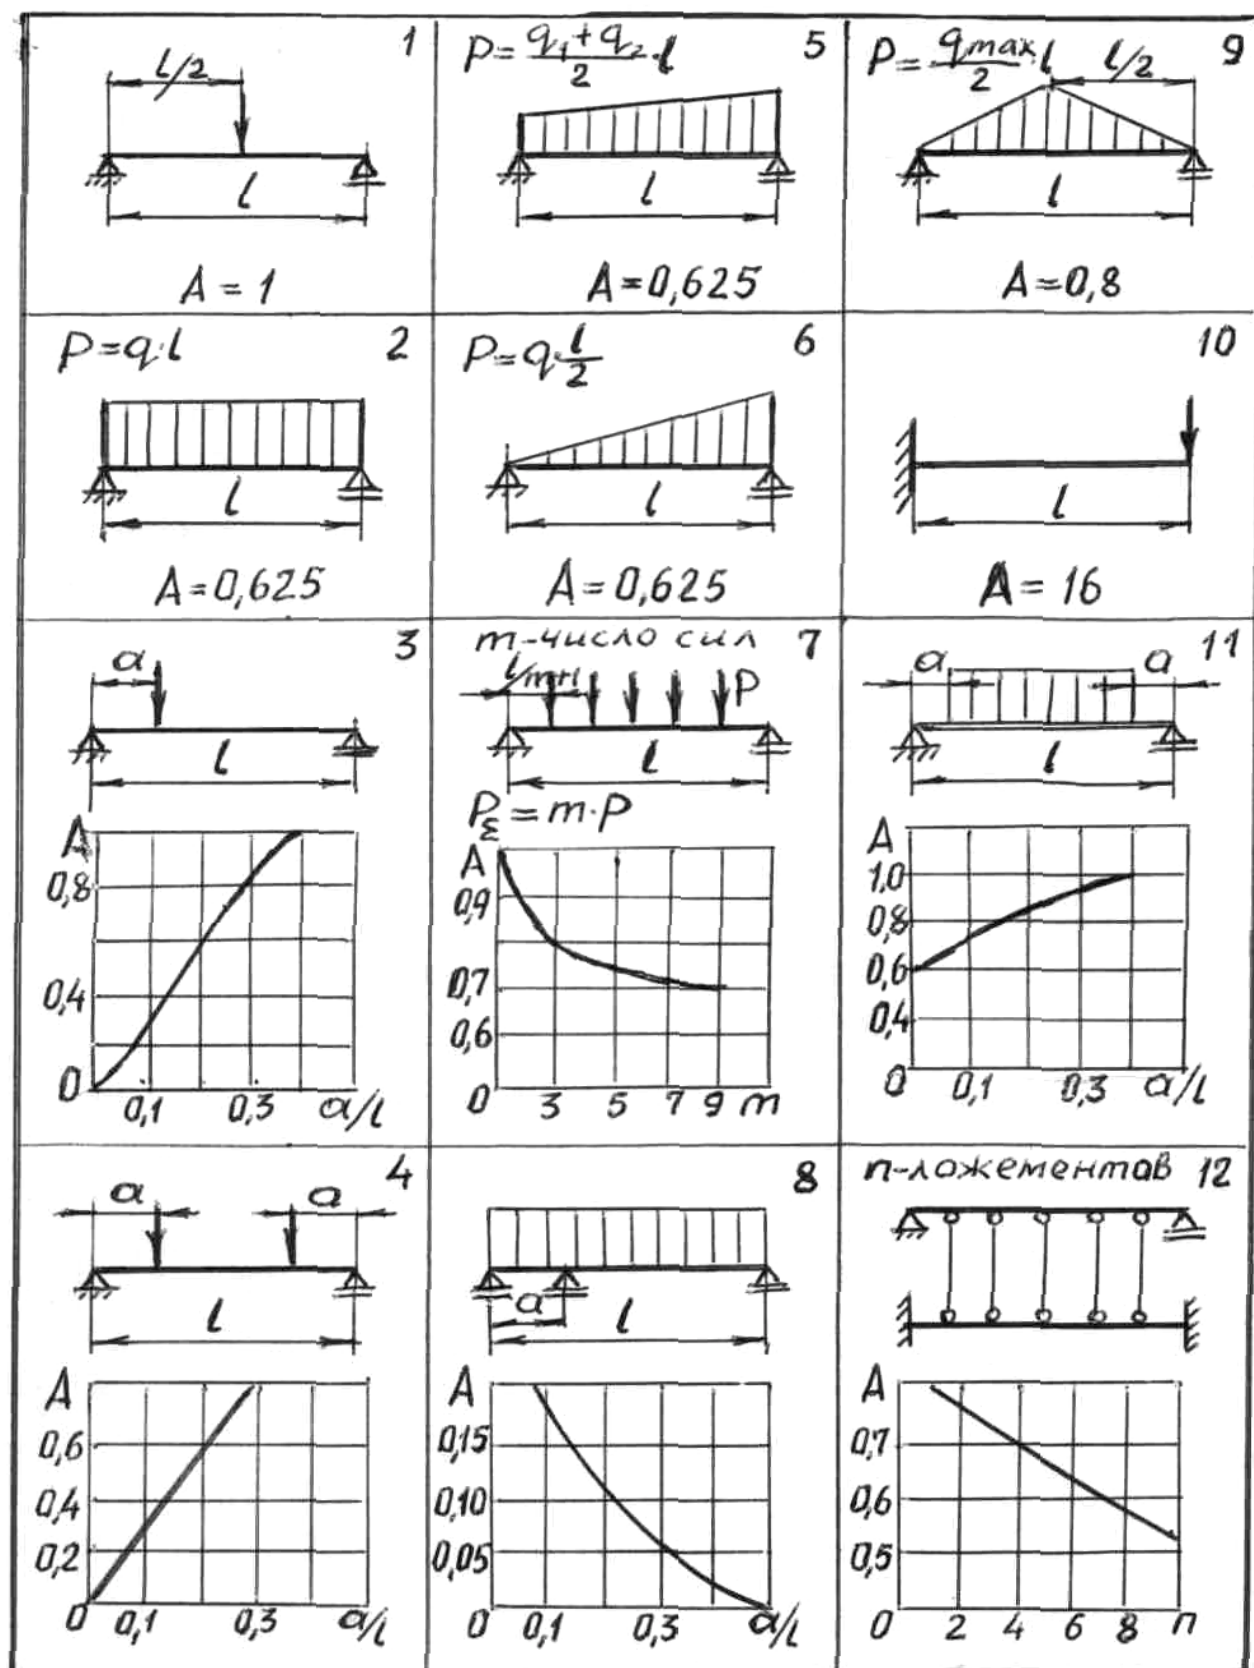 1
l/2
l
A = 1
5
P = (q₁ + q₂)/2 · l
l
A = 0,625
9
P = qmax/2 · l
l/2
l
A = 0,8
P = q·l
2
l
A = 0,625
6
P = q · l/2
l
A = 0,625
10
l
A = 16
3
a
l
A
0,8
0,4
0
0,1
0,3
a/l
m-число сил
7
l/m+1
P
l
P_Σ = m·P
A
0,9
0,7
0,6
0
3
5
7
9
m
11
a
a
l
A
1,0
0,8
0,6
0,4
0
0,1
0,3
a/l
4
a
a
l
A
0,6
0,4
0,2
0
0,1
0,3
a/l
8
a
l
A
0,15
0,10
0,05
0
0,1
0,3
a/l
n-ложементов
12
A
0,7
0,6
0,5
0
2
4
6
8
n